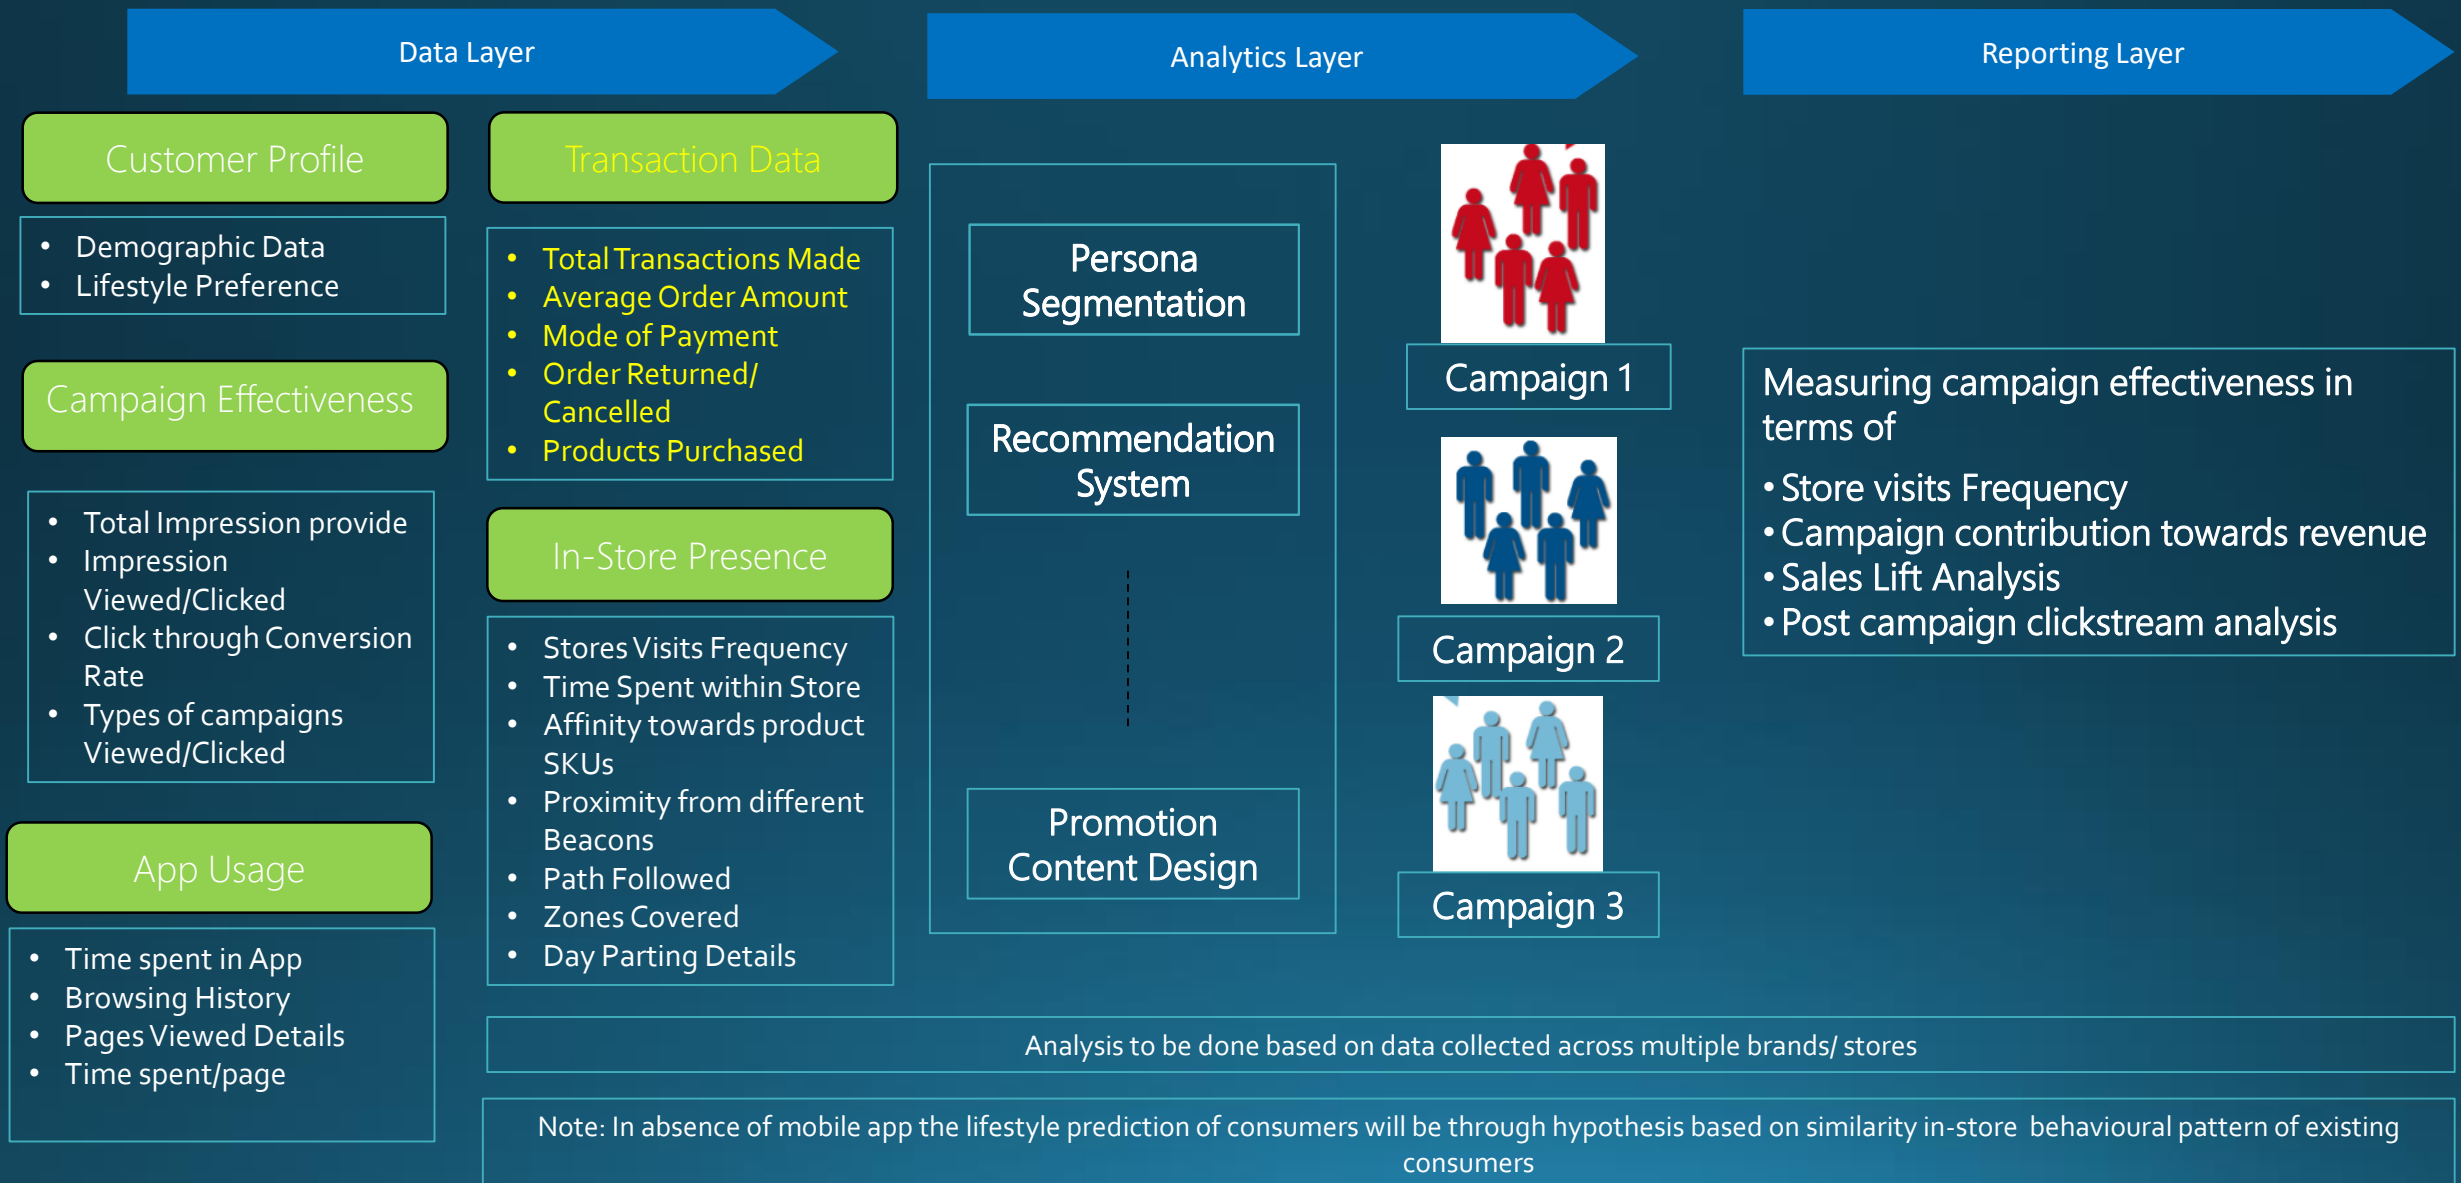 Data Layer
Analytics Layer
Reporting Layer
Customer Profile
• Demographic Data
• Lifestyle Preference
Campaign Effectiveness
• Total Impression provide
• Impression
Viewed/Clicked
• Click through Conversion
Rate
• Types of campaigns
Viewed/Clicked
App Usage
• Time spent in App
• Browsing History
• Pages Viewed Details
• Time spent/page
Transaction Data
• Total Transactions Made
• Average Order Amount
• Mode of Payment
• Order Returned/
Cancelled
• Products Purchased
In-Store Presence
• Stores Visits Frequency
• Time Spent within Store
• Affinity towards product
SKUs
• Proximity from different
Beacons
• Path Followed
• Zones Covered
• Day Parting Details
Persona
Segmentation
Recommendation
System
Promotion
Content Design
Campaign 1
Campaign 2
Campaign 3
Measuring campaign effectiveness in
terms of
• Store visits Frequency
• Campaign contribution towards revenue
• Sales Lift Analysis
• Post campaign clickstream analysis
Analysis to be done based on data collected across multiple brands/ stores
Note: In absence of mobile app the lifestyle prediction of consumers will be through hypothesis based on similarity in-store behavioural pattern of existing
consumers